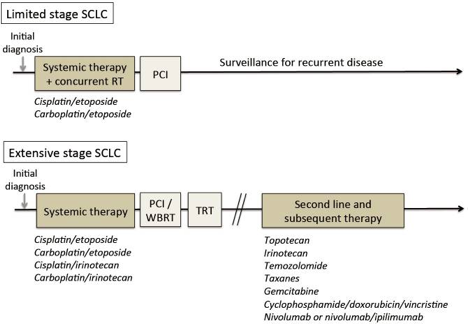 Limited stage SCLC
Initial
diagnosis
Systemic therapy
+ concurrent RT
PCI
Surveillance for recurrent disease
Cisplatin/etoposide
Carboplatin/etoposide
Extensive stage SCLC
Initial
diagnosis
Systemic therapy
PCI /
WBRT
TRT
Second line and
subsequent therapy
Cisplatin/etoposide
Carboplatin/etoposide
Cisplatin/irinotecan
Carboplatin/irinotecan
Topotecan
Irinotecan
Temozolomide
Taxanes
Gemcitabine
Cyclophosphamide/doxorubicin/vincristine
Nivolumab or nivolumab/ipilimumab